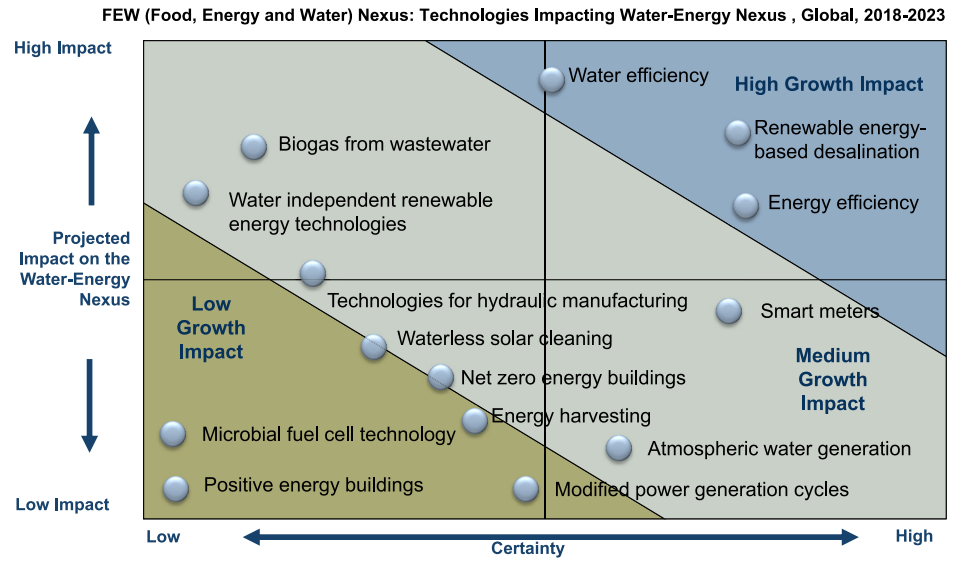 FEW (Food, Energy and Water) Nexus: Technologies Impacting Water-Energy Nexus , Global, 2018-2023
High Impact
Water efficiency
High Growth Impact
Renewable energy-
based desalination
Biogas from wastewater
Water independent renewable
energy technologies
Energy efficiency
Projected
Impact on the
Water-Energy
Nexus
Low
Growth
Impact
Technologies for hydraulic manufacturing
Smart meters
Waterless solar cleaning
Medium
Growth
Impact
Net zero energy buildings
Energy harvesting
Microbial fuel cell technology
Atmospheric water generation
Positive energy buildings
Modified power generation cycles
Low Impact
Low
High
Certainty